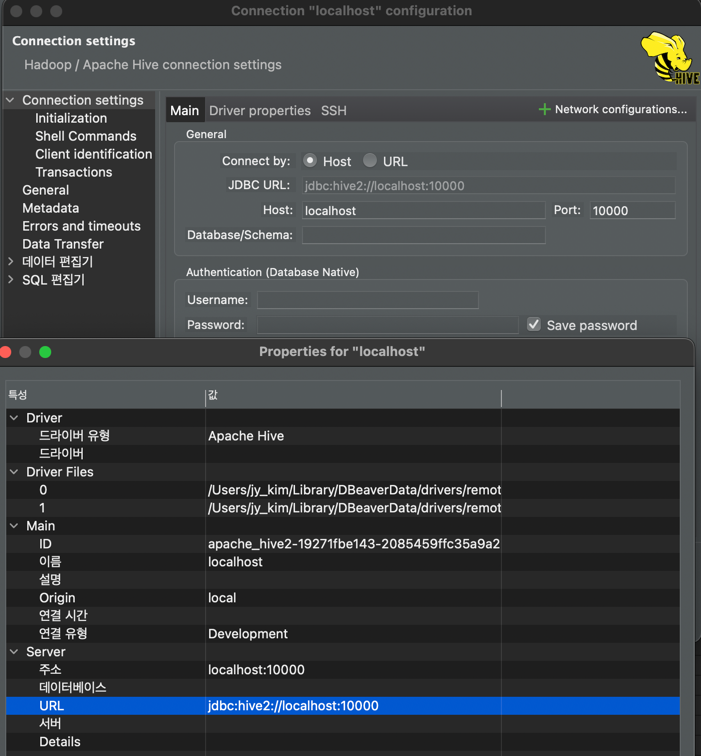 Connection "localhost" configuration
Connection settings
Hadoop / Apache Hive connection settings
HIVE
Connection settings
Initialization
Shell Commands
Client identification
Transactions
General
Metadata
Errors and timeouts
Data Transfer
데이터 편집기
SQL 편집기
Main Driver properties SSH
Network configurations...
General
Connect by: Host URL
JDBC URL: jdbc:hive2://localhost:10000
Host: localhost Port: 10000
Database/Schema:
Authentication (Database Native)
Username:
Password: Save password
Properties for "localhost"
특성 값
Driver
드라이버 유형 Apache Hive
드라이버
Driver Files
0 /Users/jy_kim/Library/DBeaverData/drivers/remot
1 /Users/jy_kim/Library/DBeaverData/drivers/remot
Main
ID apache_hive2-19271fbe143-2085459ffc35a9a2
이름 localhost
설명
Origin local
연결 시간
연결 유형 Development
Server
주소 localhost:10000
데이터베이스
URL jdbc:hive2://localhost:10000
서버
Details